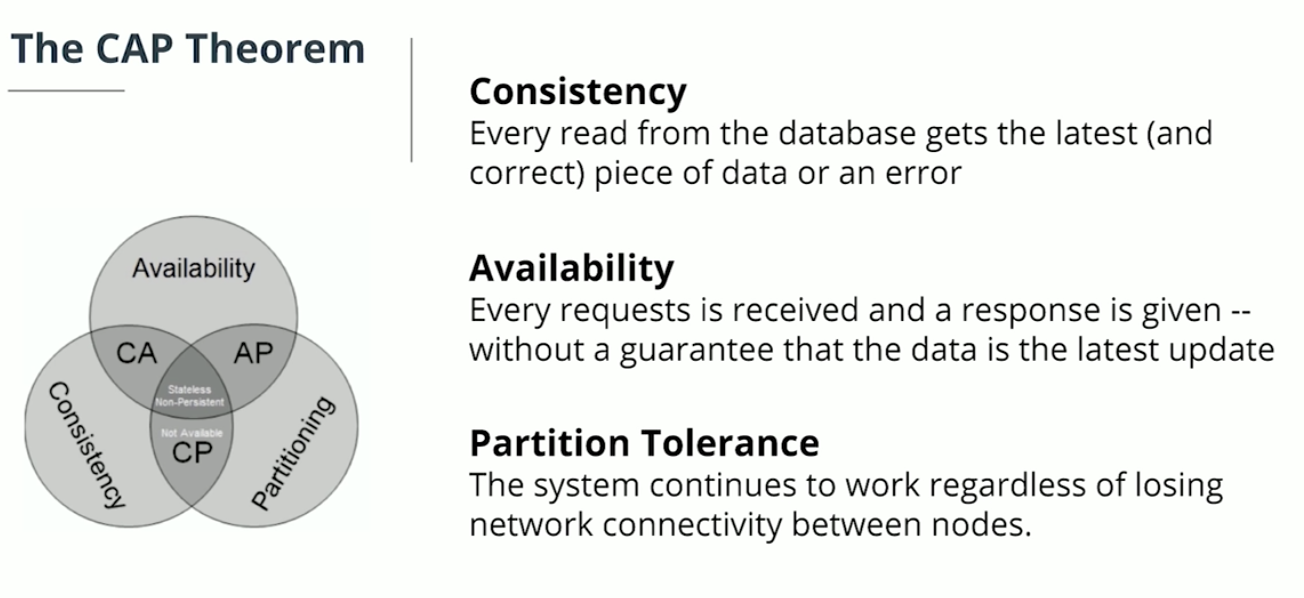 The CAP Theorem
Consistency
Every read from the database gets the latest (and
correct) piece of data or an error
Availability
Every requests is received and a response is given --
without a guarantee that the data is the latest update
Partition Tolerance
The system continues to work regardless of losing
network connectivity between nodes.
Availability
CA
AP
Stateless
Non-Persistent
Consistency
Not Available
CP
Partitioning